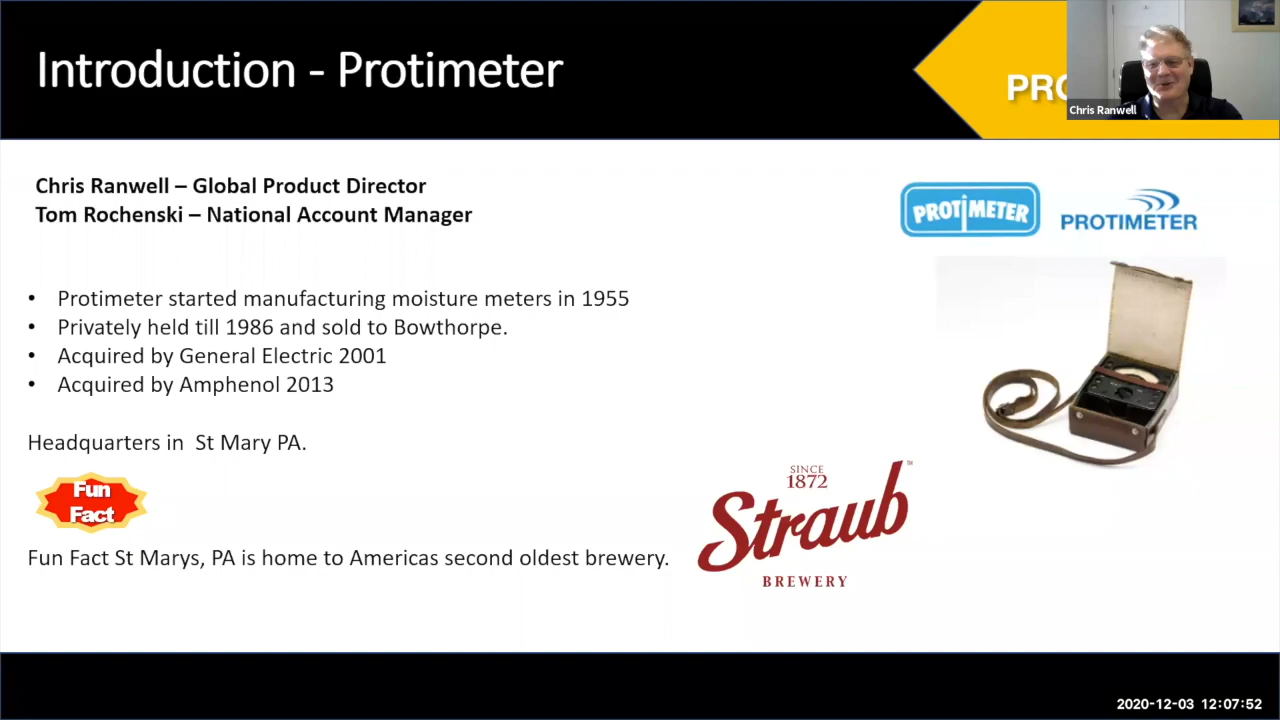 Introduction - Protimeter
PRO
Chris Ranwell
Chris Ranwell – Global Product Director
Tom Rochenski – National Account Manager
PROTIMETER
PROTIMETER
• Protimeter started manufacturing moisture meters in 1955
• Privately held till 1986 and sold to Bowthorpe.
• Acquired by General Electric 2001
• Acquired by Amphenol 2013
Headquarters in  St Mary PA.
Fun
Fact
SINCE
1872
Straub
™
BREWERY
Fun Fact St Marys, PA is home to Americas second oldest brewery.
2020-12-03 12:07:52